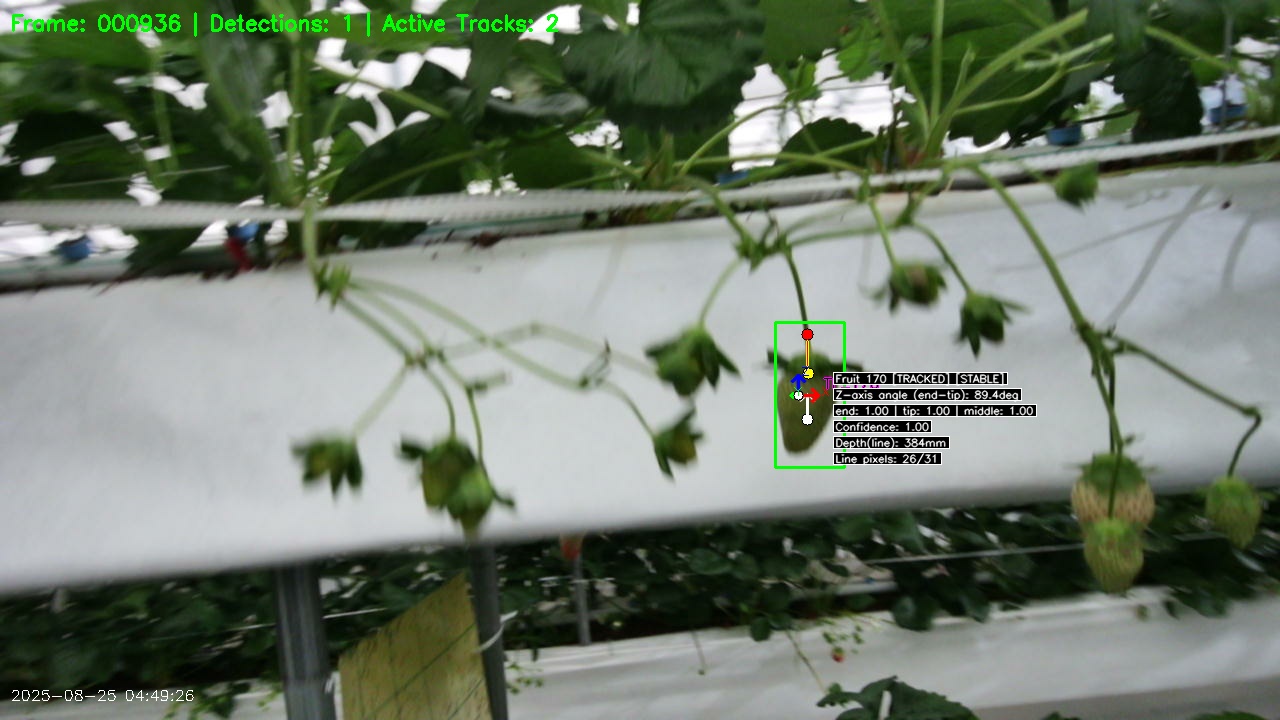 Frame: 000936 | Detections: 1 | Active Tracks: 2
Fruit 170 [TRACKED] [STABLE]
Z-axis angle (end-tip): 89.4deg
end: 1.00 | tip: 1.00 | middle: 1.00
Confidence: 1.00
Depth(line): 384mm
Line pixels: 26/31
2025-08-25 04:49:26